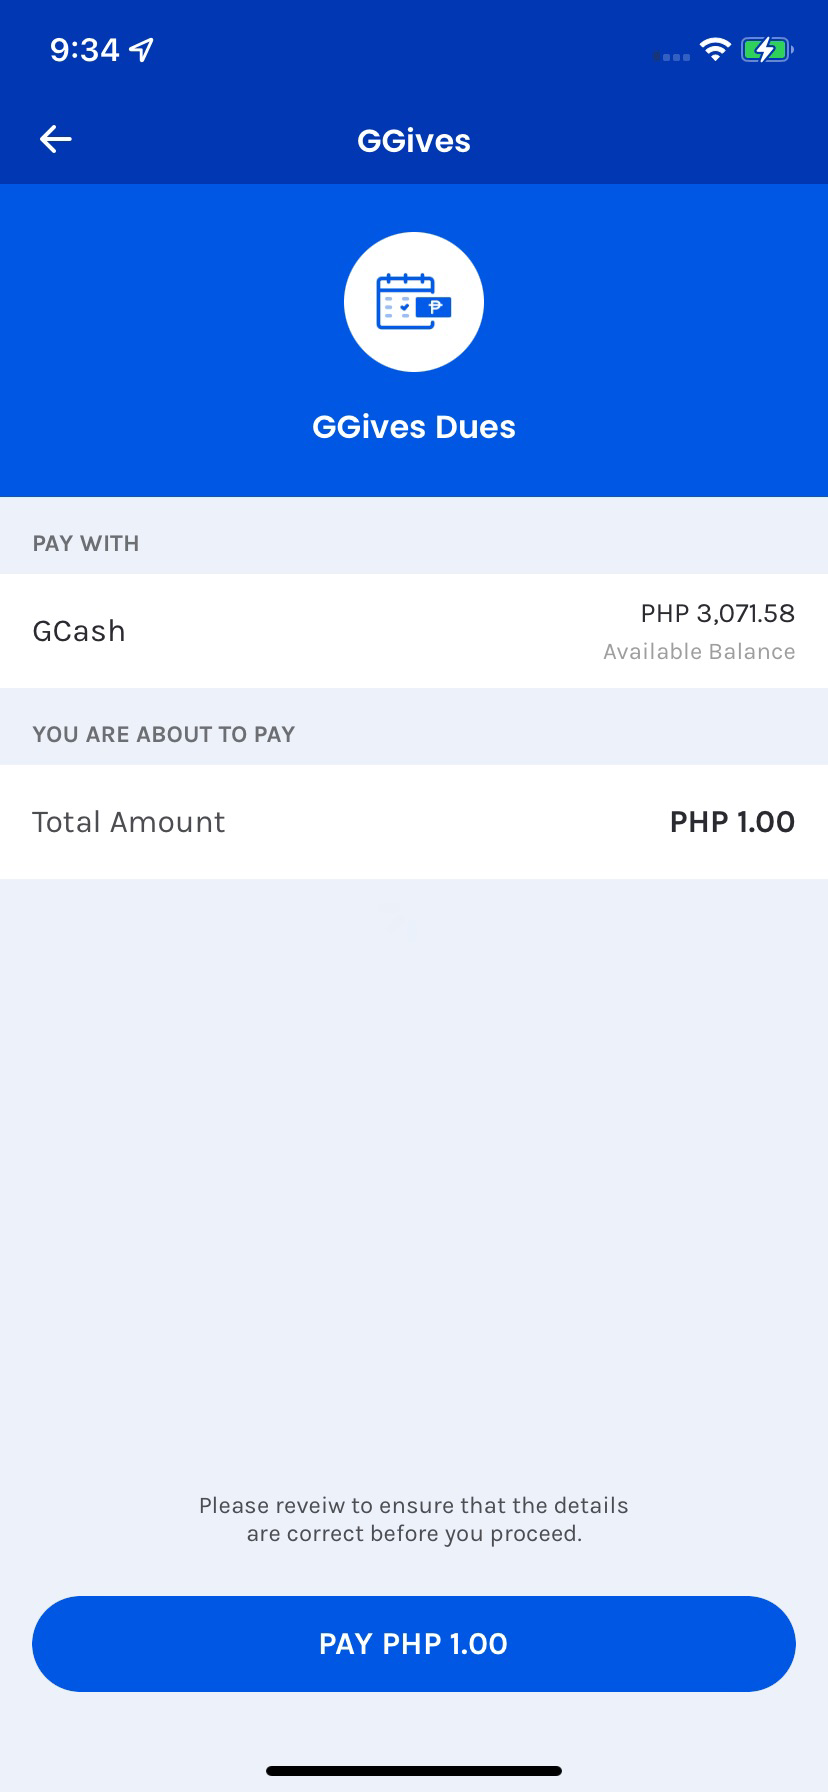 9:34
GGives
₱
GGives Dues
PAY WITH
GCash
PHP 3,071.58
Available Balance
YOU ARE ABOUT TO PAY
Total Amount
PHP 1.00
Please reveiw to ensure that the details
are correct before you proceed.
PAY PHP 1.00